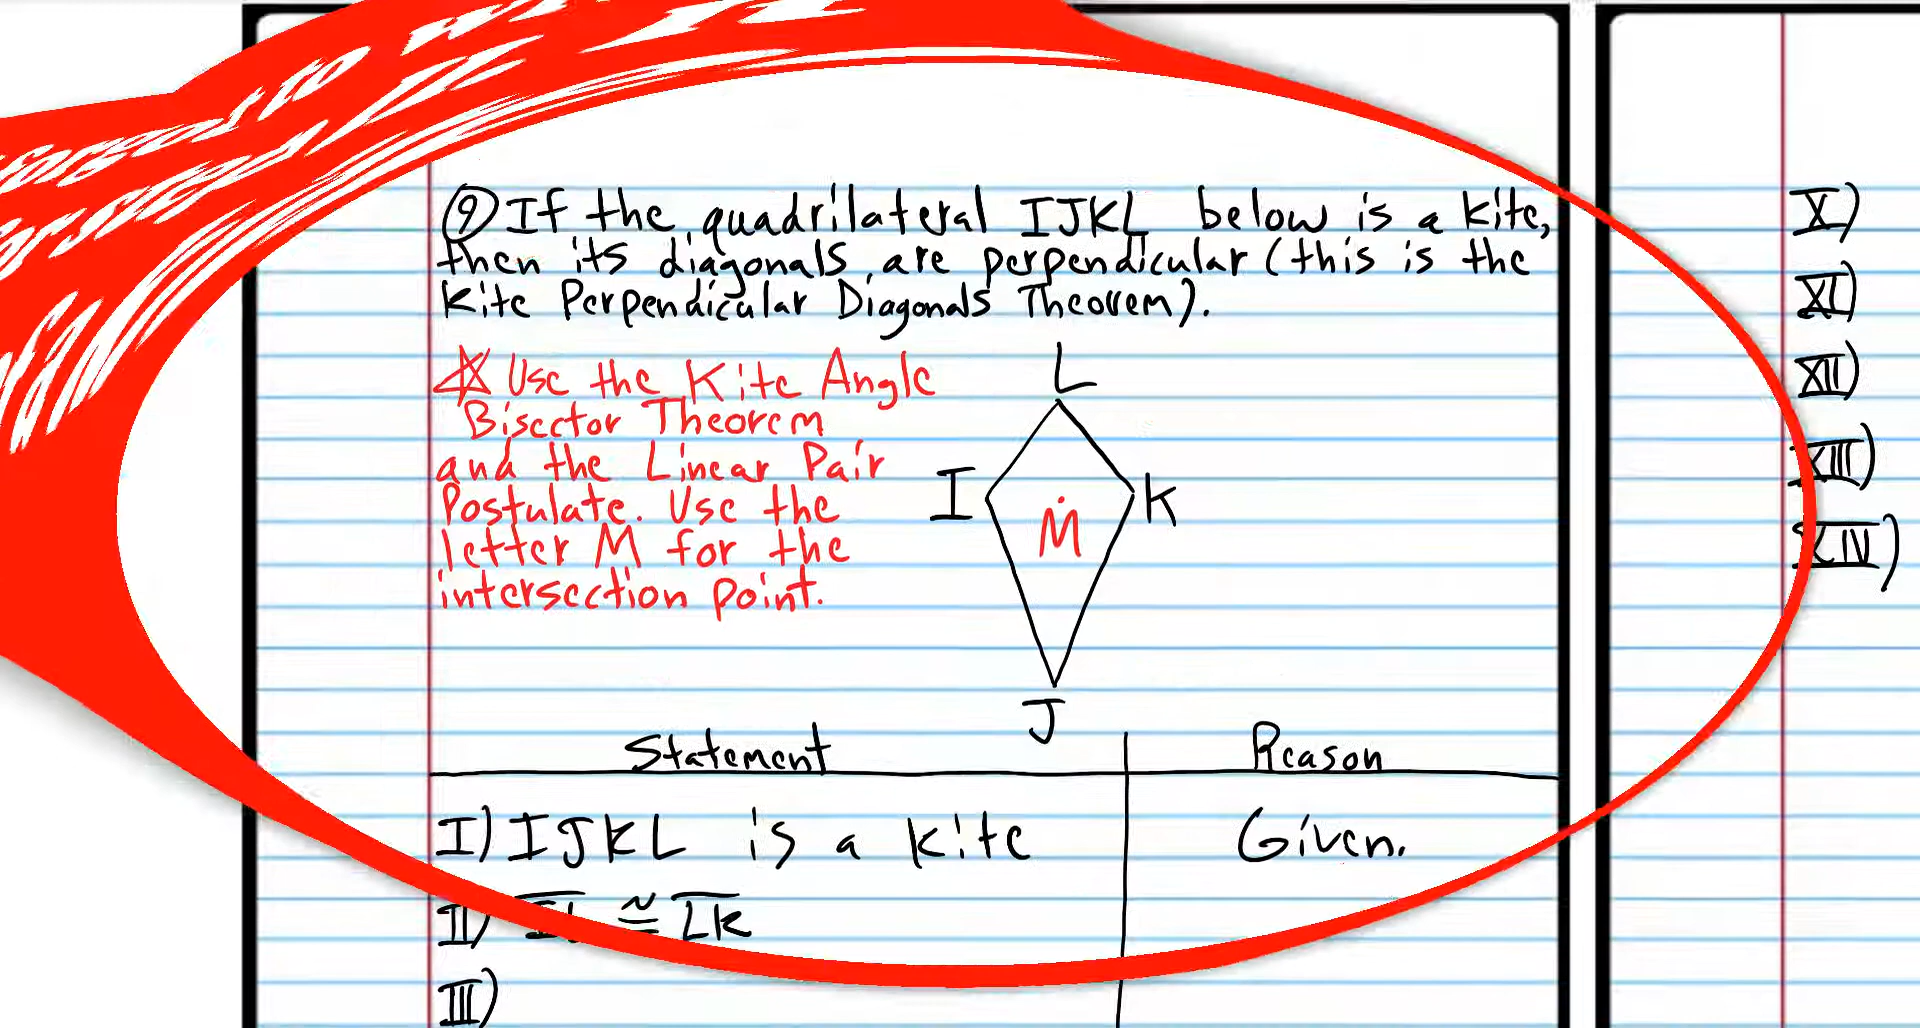 ⑨ If the quadrilateral IJKL below is a kite,
then its diagonals are perpendicular (this is the
Kite Perpendicular Diagonals Theorem).
☆ Use the Kite Angle
Bisector Theorem
and the Linear Pair
Postulate. Use the
letter M for the
intersection point.
L
I
K
M
J
Statement Reason
I) IJKL is a kite Given.
II) IL ≅ LK
III)
X)
XI)
XII)
XIII)
XIV)